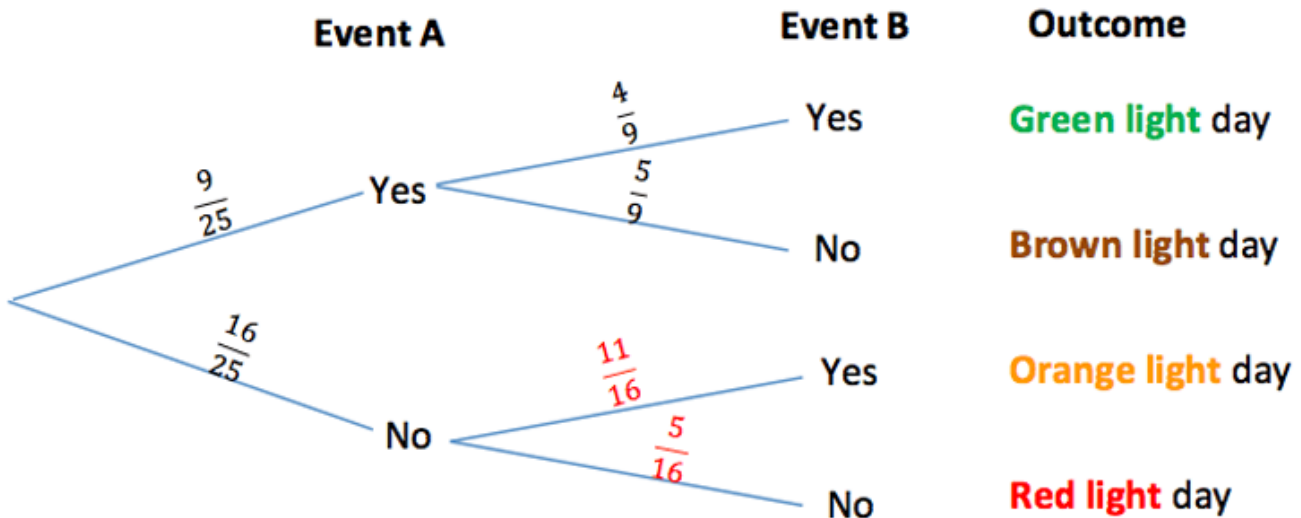 Event A Event B Outcome
4/9
Yes Green light day
9/25
Yes
5/9
No Brown light day
16/25
11/16
Yes Orange light day
No
5/16
No Red light day